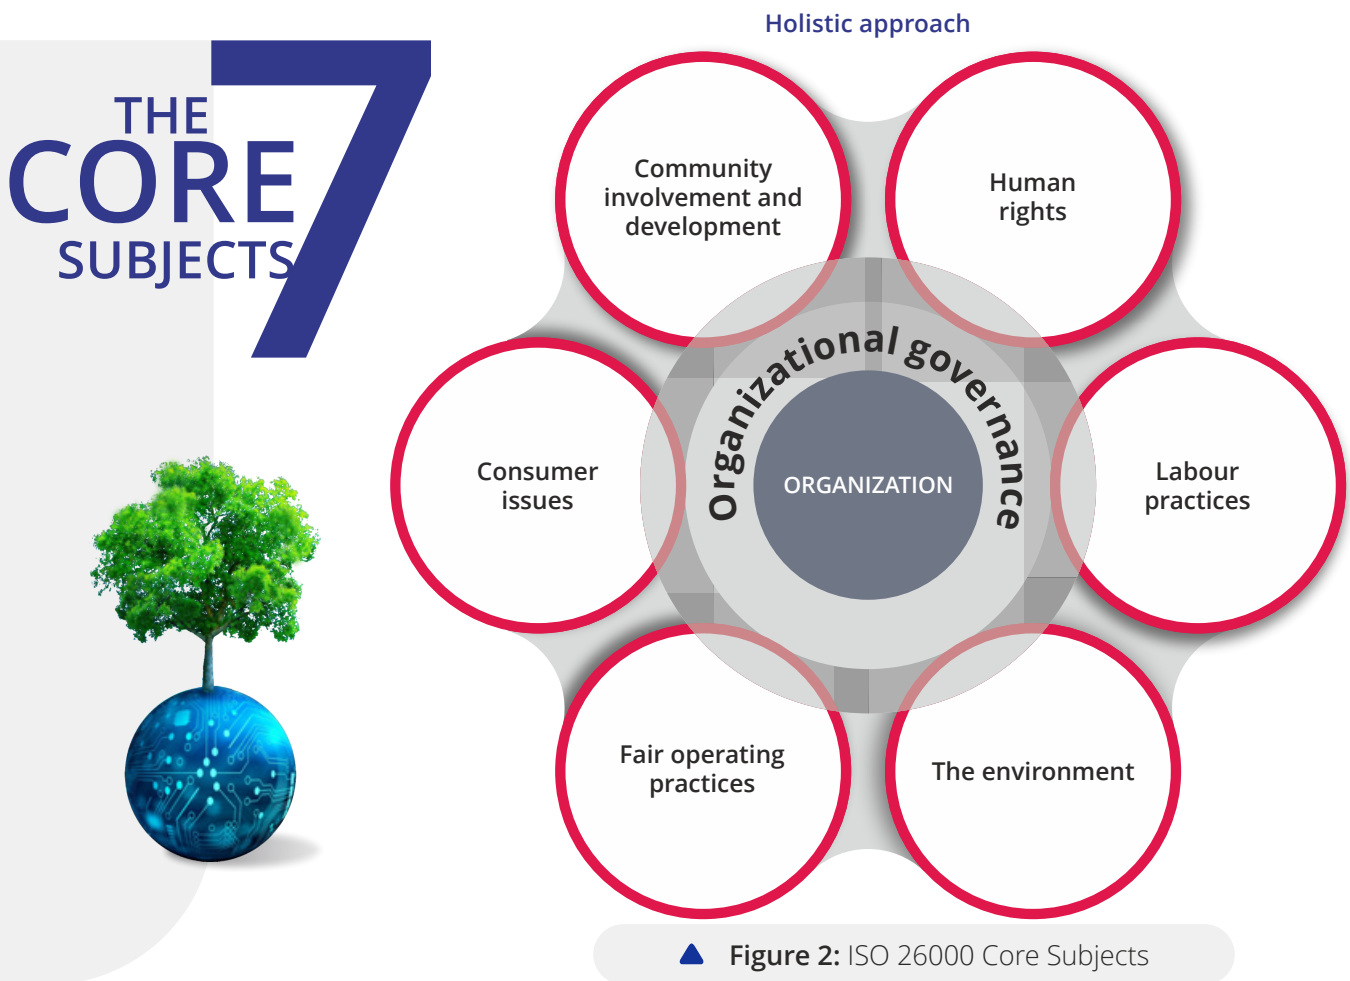 THE
CORE
SUBJECTS
7
Holistic approach
Community
involvement and
development
Human
rights
Organizational governance
Consumer
issues
ORGANIZATION
Labour
practices
Fair operating
practices
The environment
Figure 2: ISO 26000 Core Subjects